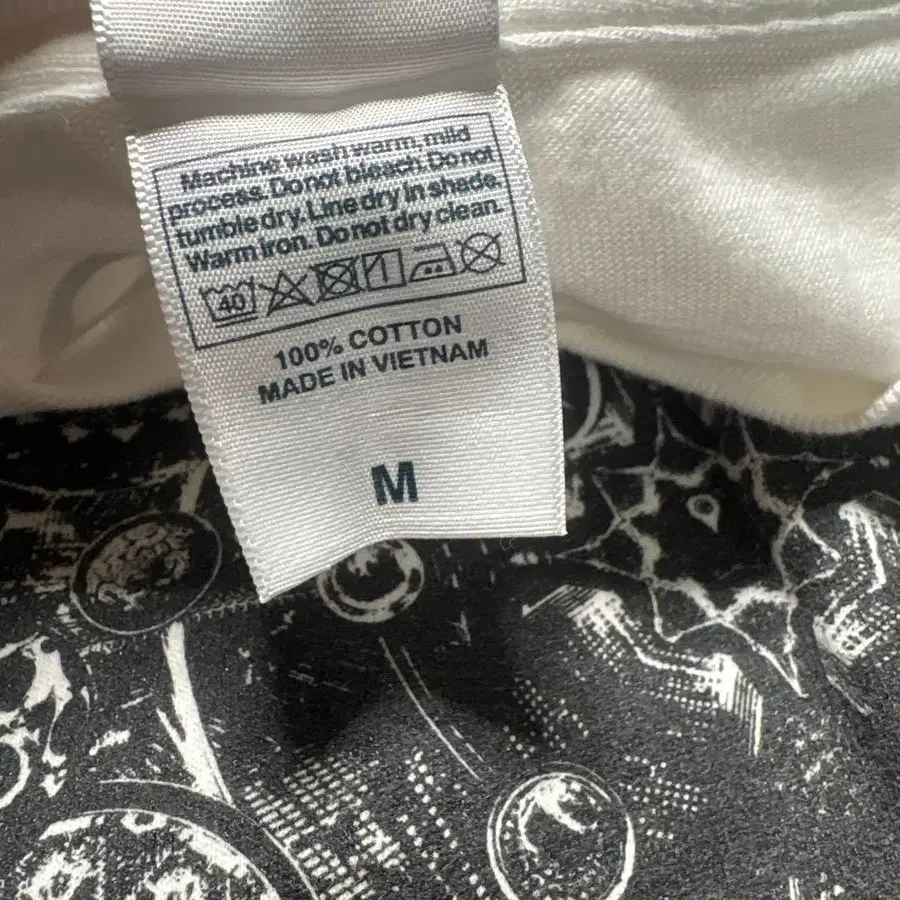 Machine wash warm, mild
process. Do not bleach. Do not
tumble dry. Line dry in shade.
Warm iron. Do not dry clean.
40
100% COTTON
MADE IN VIETNAM
M